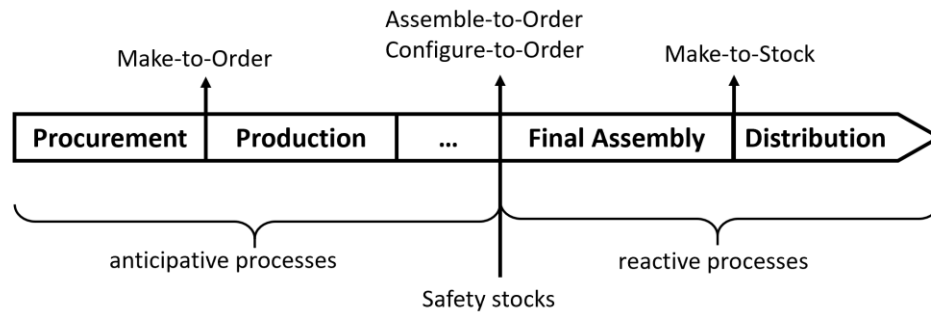 Assemble-to-Order
Configure-to-Order
Make-to-Order
Make-to-Stock
Procurement
Production
...
Final Assembly
Distribution
anticipative processes
reactive processes
Safety stocks